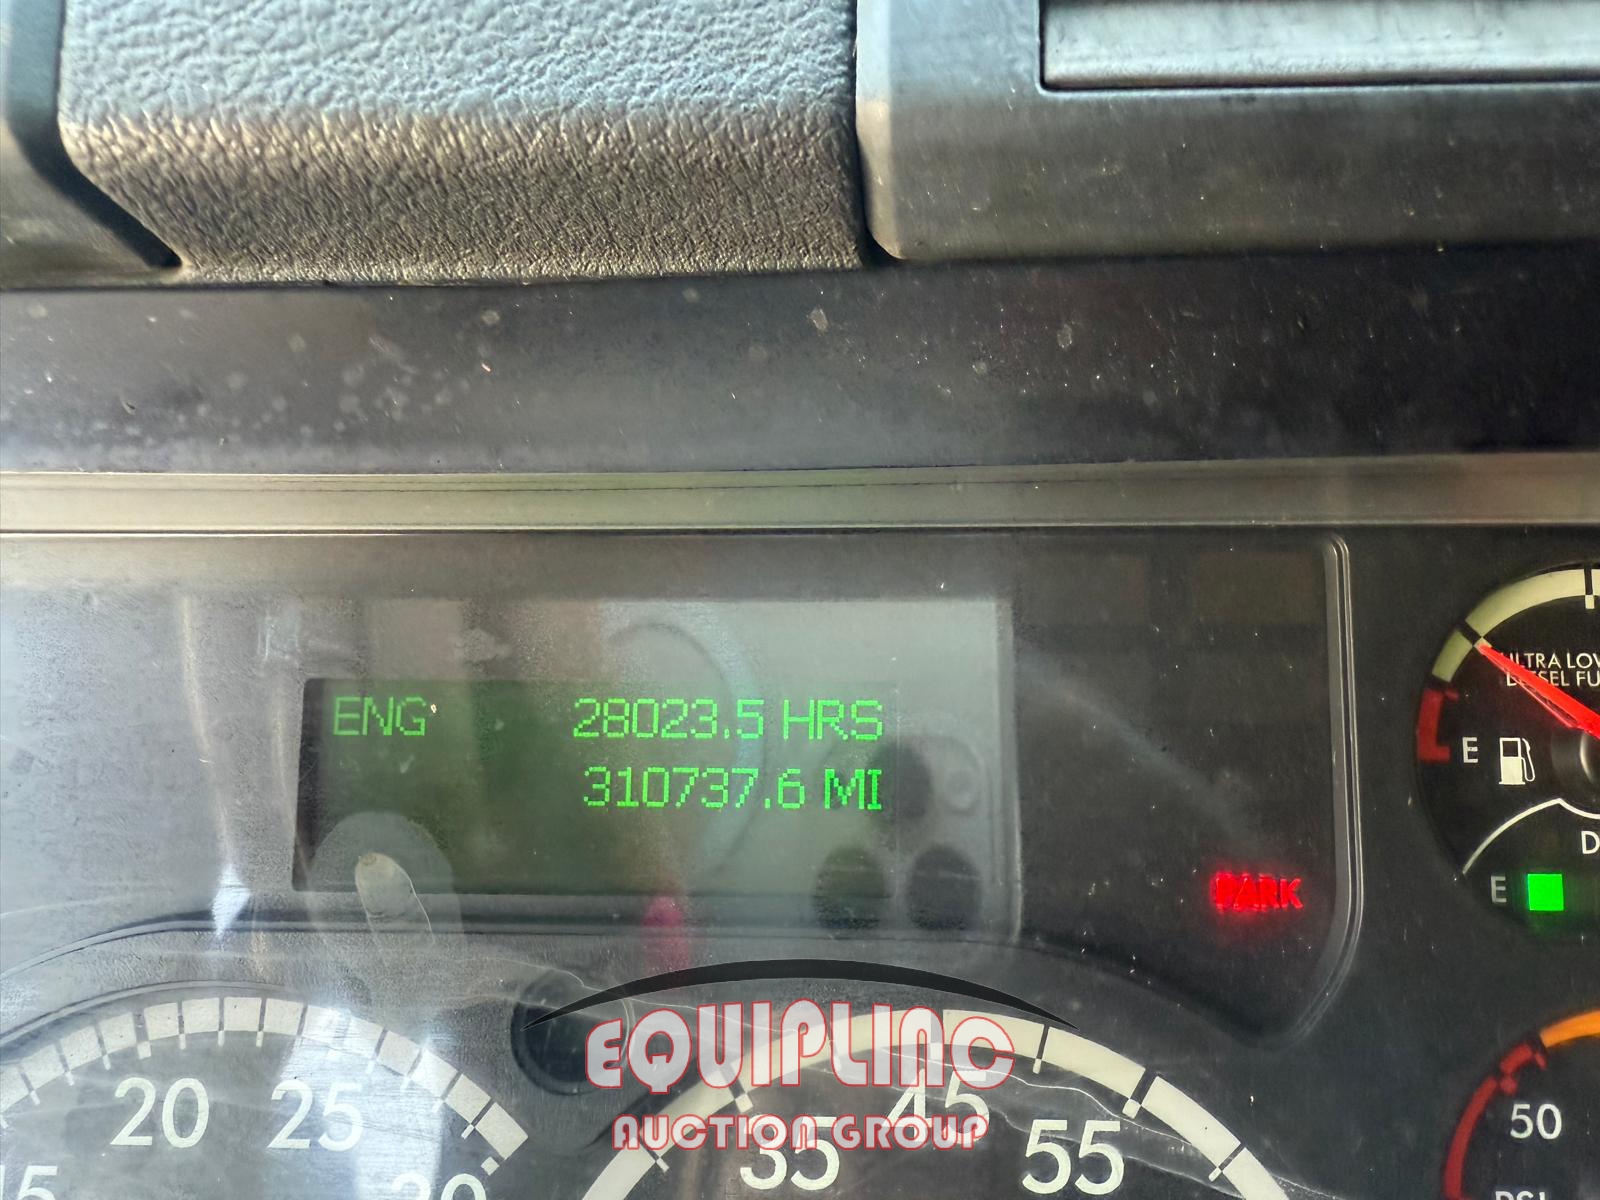 ENG 28023.5 HRS
310737.6 MI
PARK
E
E
20
25
35
45
55
50
EQUIPLINC
AUCTION GROUP